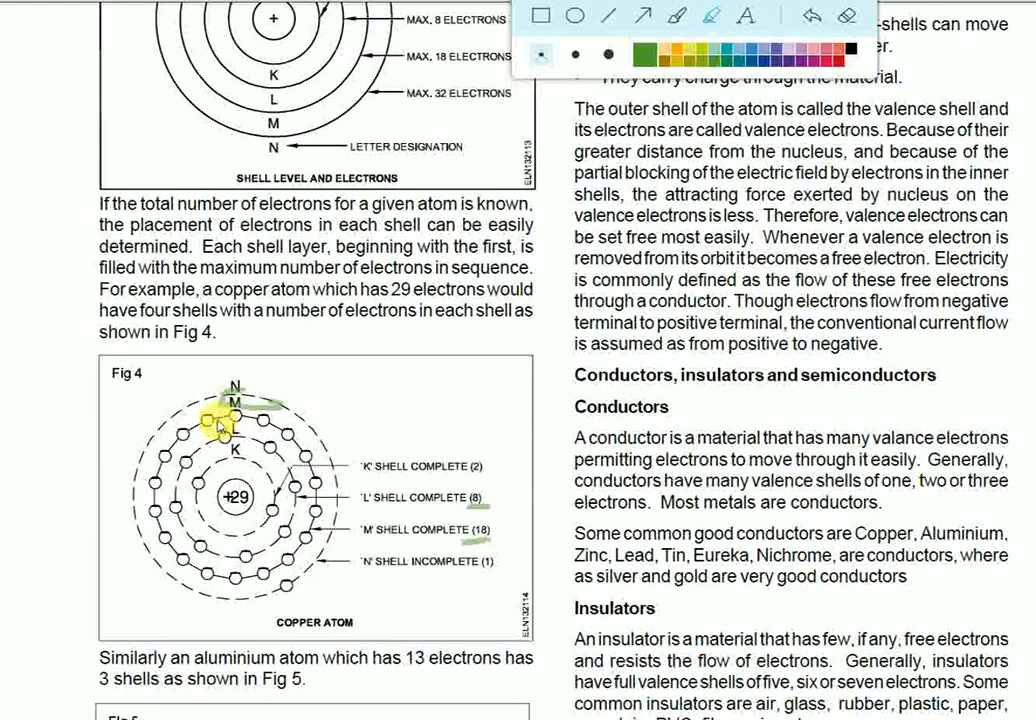 +
MAX. 8 ELECTRONS
MAX. 18 ELECTRONS
MAX. 32 ELECTRONS
K
L
M
N
LETTER DESIGNATION
SHELL LEVEL AND ELECTRONS
ELN132113
If the total number of electrons for a given atom is known,
the placement of electrons in each shell can be easily
determined. Each shell layer, beginning with the first, is
filled with the maximum number of electrons in sequence.
For example, a copper atom which has 29 electrons would
have four shells with a number of electrons in each shell as
shown in Fig 4.
Fig 4
N
M
L
K
+29
'K' SHELL COMPLETE (2)
'L' SHELL COMPLETE (8)
'M' SHELL COMPLETE (18)
'N' SHELL INCOMPLETE (1)
COPPER ATOM
ELN132114
Similarly an aluminium atom which has 13 electrons has
3 shells as shown in Fig 5.
A
-shells can move
They carry charge through the material.
The outer shell of the atom is called the valence shell and
its electrons are called valence electrons. Because of their
greater distance from the nucleus, and because of the
partial blocking of the electric field by electrons in the inner
shells, the attracting force exerted by nucleus on the
valence electrons is less. Therefore, valence electrons can
be set free most easily. Whenever a valence electron is
removed from its orbit it becomes a free electron. Electricity
is commonly defined as the flow of these free electrons
through a conductor. Though electrons flow from negative
terminal to positive terminal, the conventional current flow
is assumed as from positive to negative.
Conductors, insulators and semiconductors
Conductors
A conductor is a material that has many valance electrons
permitting electrons to move through it easily. Generally,
conductors have many valence shells of one, two or three
electrons. Most metals are conductors.
Some common good conductors are Copper, Aluminium,
Zinc, Lead, Tin, Eureka, Nichrome, are conductors, where
as silver and gold are very good conductors
Insulators
An insulator is a material that has few, if any, free electrons
and resists the flow of electrons. Generally, insulators
have full valence shells of five, six or seven electrons. Some
common insulators are air, glass, rubber, plastic, paper,